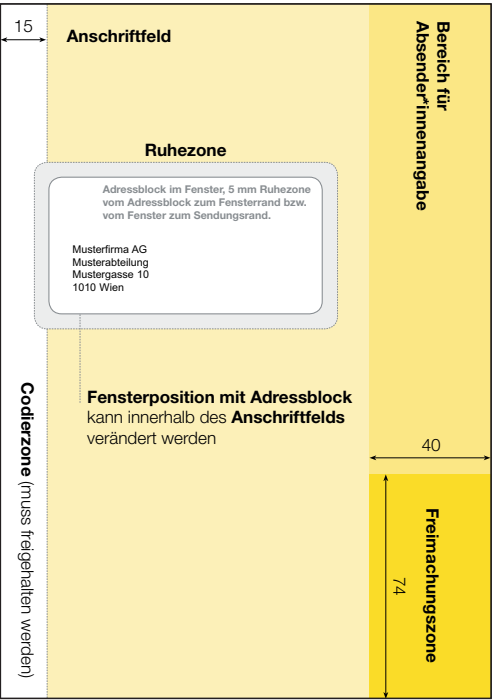 15
Anschriftfeld
Bereich für
Absender*innenangabe
Ruhezone
Adressblock im Fenster, 5 mm Ruhezone
vom Adressblock zum Fensterrand bzw.
vom Fenster zum Sendungsrand.
Musterfirma AG
Musterabteilung
Mustergasse 10
1010 Wien
Fensterposition mit Adressblock
kann innerhalb des Anschriftfelds
verändert werden
Codierzone (muss freigehalten werden)
40
74
Freimachungszone